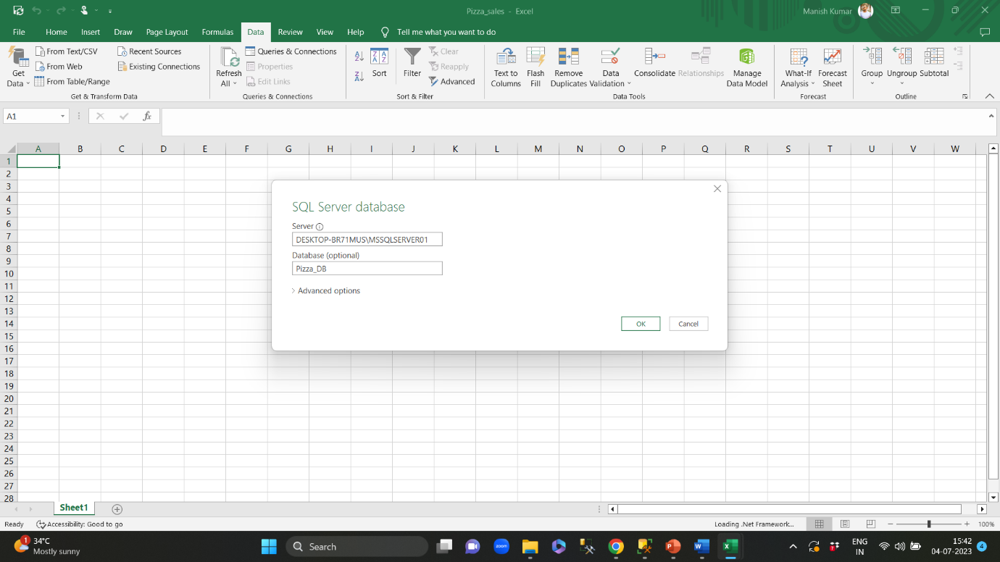 Pizza_sales - Excel
Manish Kumar
File Home Insert Draw Page Layout Formulas Data Review View Help Tell me what you want to do
Get Data
From Text/CSV
From Web
From Table/Range
Recent Sources
Existing Connections
Get & Transform Data
Refresh All
Queries & Connections
Properties
Edit Links
Queries & Connections
Sort
Filter
Clear
Reapply
Advanced
Sort & Filter
Text to Columns
Flash Fill
Remove Duplicates
Data Validation
Consolidate
Relationships
Manage Data Model
Data Tools
What-If Analysis
Forecast Sheet
Forecast
Group
Ungroup
Subtotal
Outline
A1
fx
A B C D E F G H I J K L M N O P Q R S T U V W
1
2
3
4
5
6
7
8
9
10
11
12
13
14
15
16
17
18
19
20
21
22
23
24
25
26
27
28
SQL Server database
Server
DESKTOP-BR71MUS\MSSQLSERVER01
Database (optional)
Pizza_DB
Advanced options
OK Cancel
Sheet1
Ready Accessibility: Good to go Loading .Net Framework... 100%
1
34°C
Mostly sunny
Search
zoom
ENG
IN
15:42
04-07-2023
4